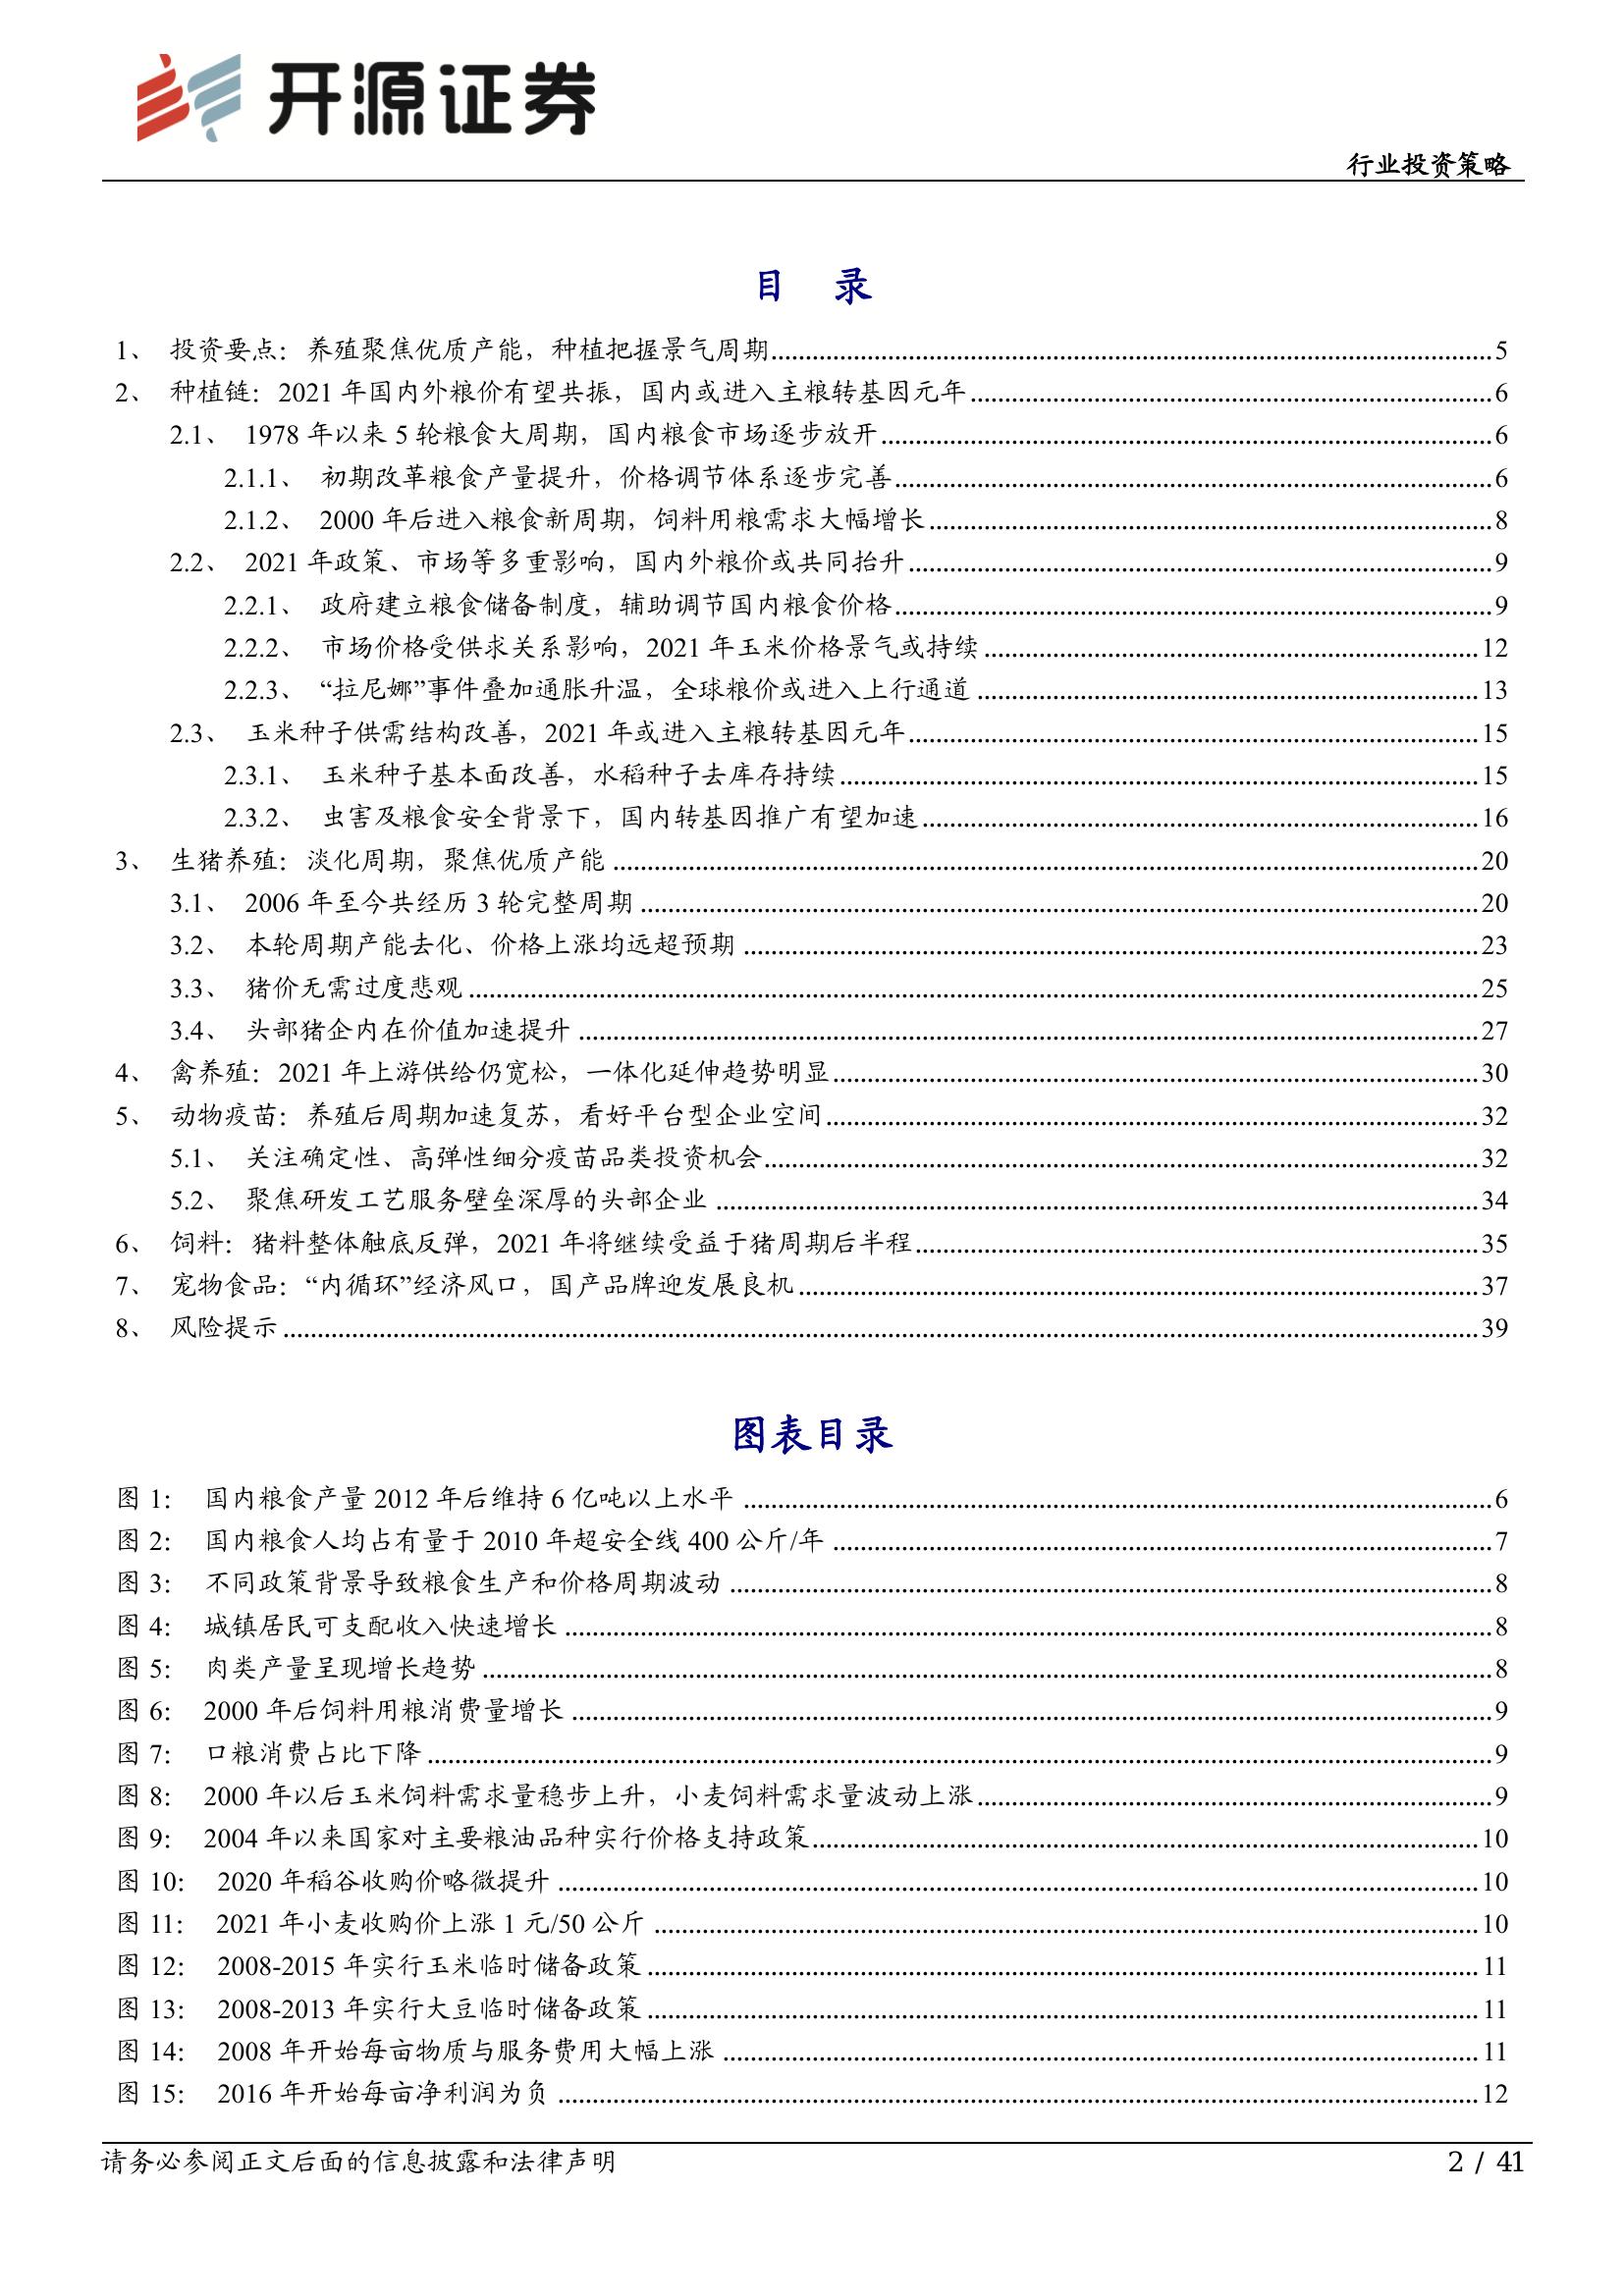 开源证券
行业投资策略
目 录
1、 投资要点：养殖聚焦优质产能，种植把握景气周期 5
2、 种植链：2021 年国内外粮价有望共振，国内或进入主粮转基因元年 6
2.1、 1978 年以来 5 轮粮食大周期，国内粮食市场逐步放开 6
2.1.1、 初期改革粮食产量提升，价格调节体系逐步完善 6
2.1.2、 2000 年后进入粮食新周期，饲料用粮需求大幅增长 8
2.2、 2021 年政策、市场等多重影响，国内外粮价或共同抬升 9
2.2.1、 政府建立粮食储备制度，辅助调节国内粮食价格 9
2.2.2、 市场价格受供求关系影响，2021 年玉米价格景气或持续 12
2.2.3、 “拉尼娜”事件叠加通胀升温，全球粮价或进入上行通道 13
2.3、 玉米种子供需结构改善，2021 年或进入主粮转基因元年 15
2.3.1、 玉米种子基本面改善，水稻种子去库存持续 15
2.3.2、 虫害及粮食安全背景下，国内转基因推广有望加速 16
3、 生猪养殖：淡化周期，聚焦优质产能 20
3.1、 2006 年至今共经历 3 轮完整周期 20
3.2、 本轮周期产能去化、价格上涨均远超预期 23
3.3、 猪价无需过度悲观 25
3.4、 头部猪企内在价值加速提升 27
4、 禽养殖：2021 年上游供给仍宽松，一体化延伸趋势明显 30
5、 动物疫苗：养殖后周期加速复苏，看好平台型企业空间 32
5.1、 关注确定性、高弹性细分疫苗品类投资机会 32
5.2、 聚焦研发工艺服务壁垒深厚的头部企业 34
6、 饲料：猪料整体触底反弹，2021 年将继续受益于猪周期后半程 35
7、 宠物食品：“内循环”经济风口，国产品牌迎发展良机 37
8、 风险提示 39
图表目录
图 1： 国内粮食产量 2012 年后维持 6 亿吨以上水平 6
图 2： 国内粮食人均占有量于 2010 年超安全线 400 公斤/年 7
图 3： 不同政策背景导致粮食生产和价格周期波动 8
图 4： 城镇居民可支配收入快速增长 8
图 5： 肉类产量呈现增长趋势 8
图 6： 2000 年后饲料用粮消费量增长 9
图 7： 口粮消费占比下降 9
图 8： 2000 年以后玉米饲料需求量稳步上升，小麦饲料需求量波动上涨 9
图 9： 2004 年以来国家对主要粮油品种实行价格支持政策 10
图 10： 2020 年稻谷收购价略微提升 10
图 11： 2021 年小麦收购价上涨 1 元/50 公斤 10
图 12： 2008-2015 年实行玉米临时储备政策 11
图 13： 2008-2013 年实行大豆临时储备政策 11
图 14： 2008 年开始每亩物质与服务费用大幅上涨 11
图 15： 2016 年开始每亩净利润为负 12
请务必参阅正文后面的信息披露和法律声明 2 / 41